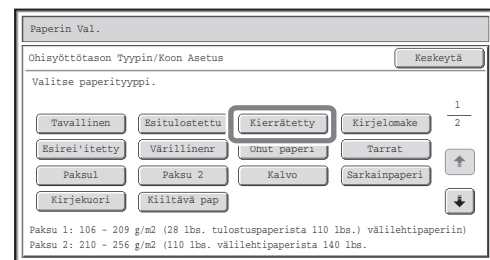 Paperin Val.
Ohisyöttötason Tyypin/Koon Asetus Keskeytä
Valitse paperityyppi.
1
Tavallinen Esitulostettu Kierrätetty Kirjelomake 2
Esirei'itetty Värillinenr Ohut paperi Tarrat
Paksu1 Paksu 2 Kalvo Sarkainpaperi
Kirjekuori Kiiltävä pap
Paksu 1: 106 - 209 g/m2 (28 lbs. tulostuspaperista 110 lbs.) välilehtipaperiin)
Paksu 2: 210 - 256 g/m2 (110 lbs. välilehtipaperista 140 lbs.